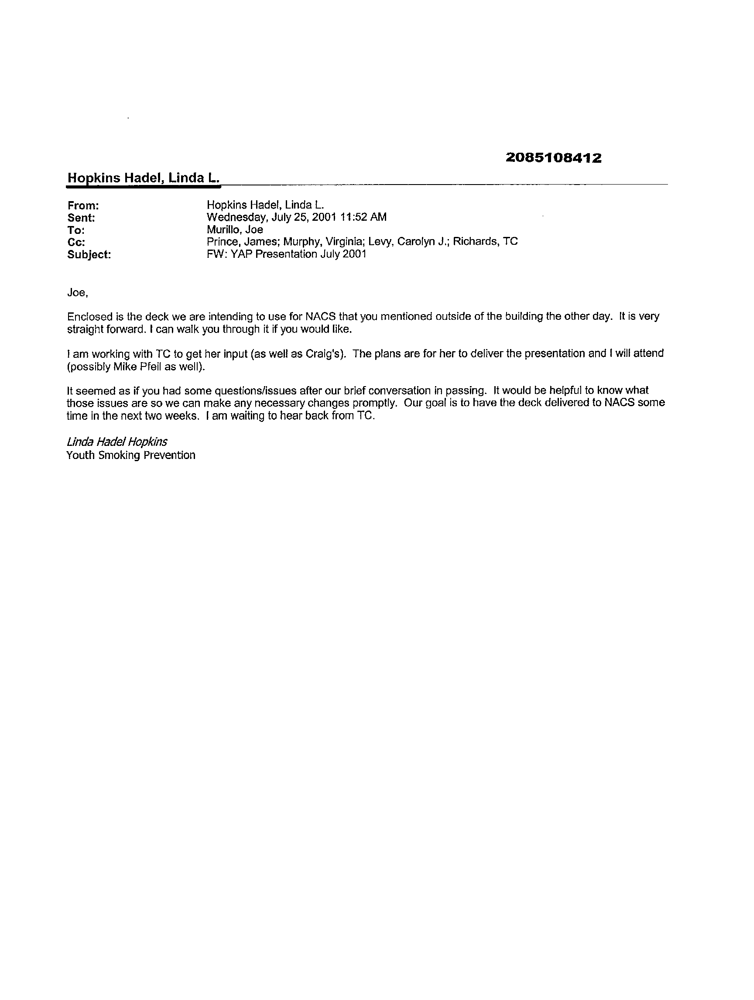 2085108412
Hopkins Hadel, Linda L.
From: Hopkins Hadel, Linda L.
Sent: Wednesday, July 25, 2001 11:52 AM
To: Murillo, Joe
Cc: Prince, James; Murphy, Virginia; Levy, Carolyn J.; Richards, TC
Subject: FW: YAP Presentation July 2001
Joe,
Enclosed is the deck we are intending to use for NACS that you mentioned outside of the building the other day. It is very
straight forward. I can walk you through it if you would like.
I am working with TC to get her input (as well as Craig's). The plans are for her to deliver the presentation and I will attend
(possibly Mike Pfeil as well).
It seemed as if you had some questions/issues after our brief conversation in passing. It would be helpful to know what
those issues are so we can make any necessary changes promptly. Our goal is to have the deck delivered to NACS some
time in the next two weeks. I am waiting to hear back from TC.
Linda Hadel Hopkins
Youth Smoking Prevention